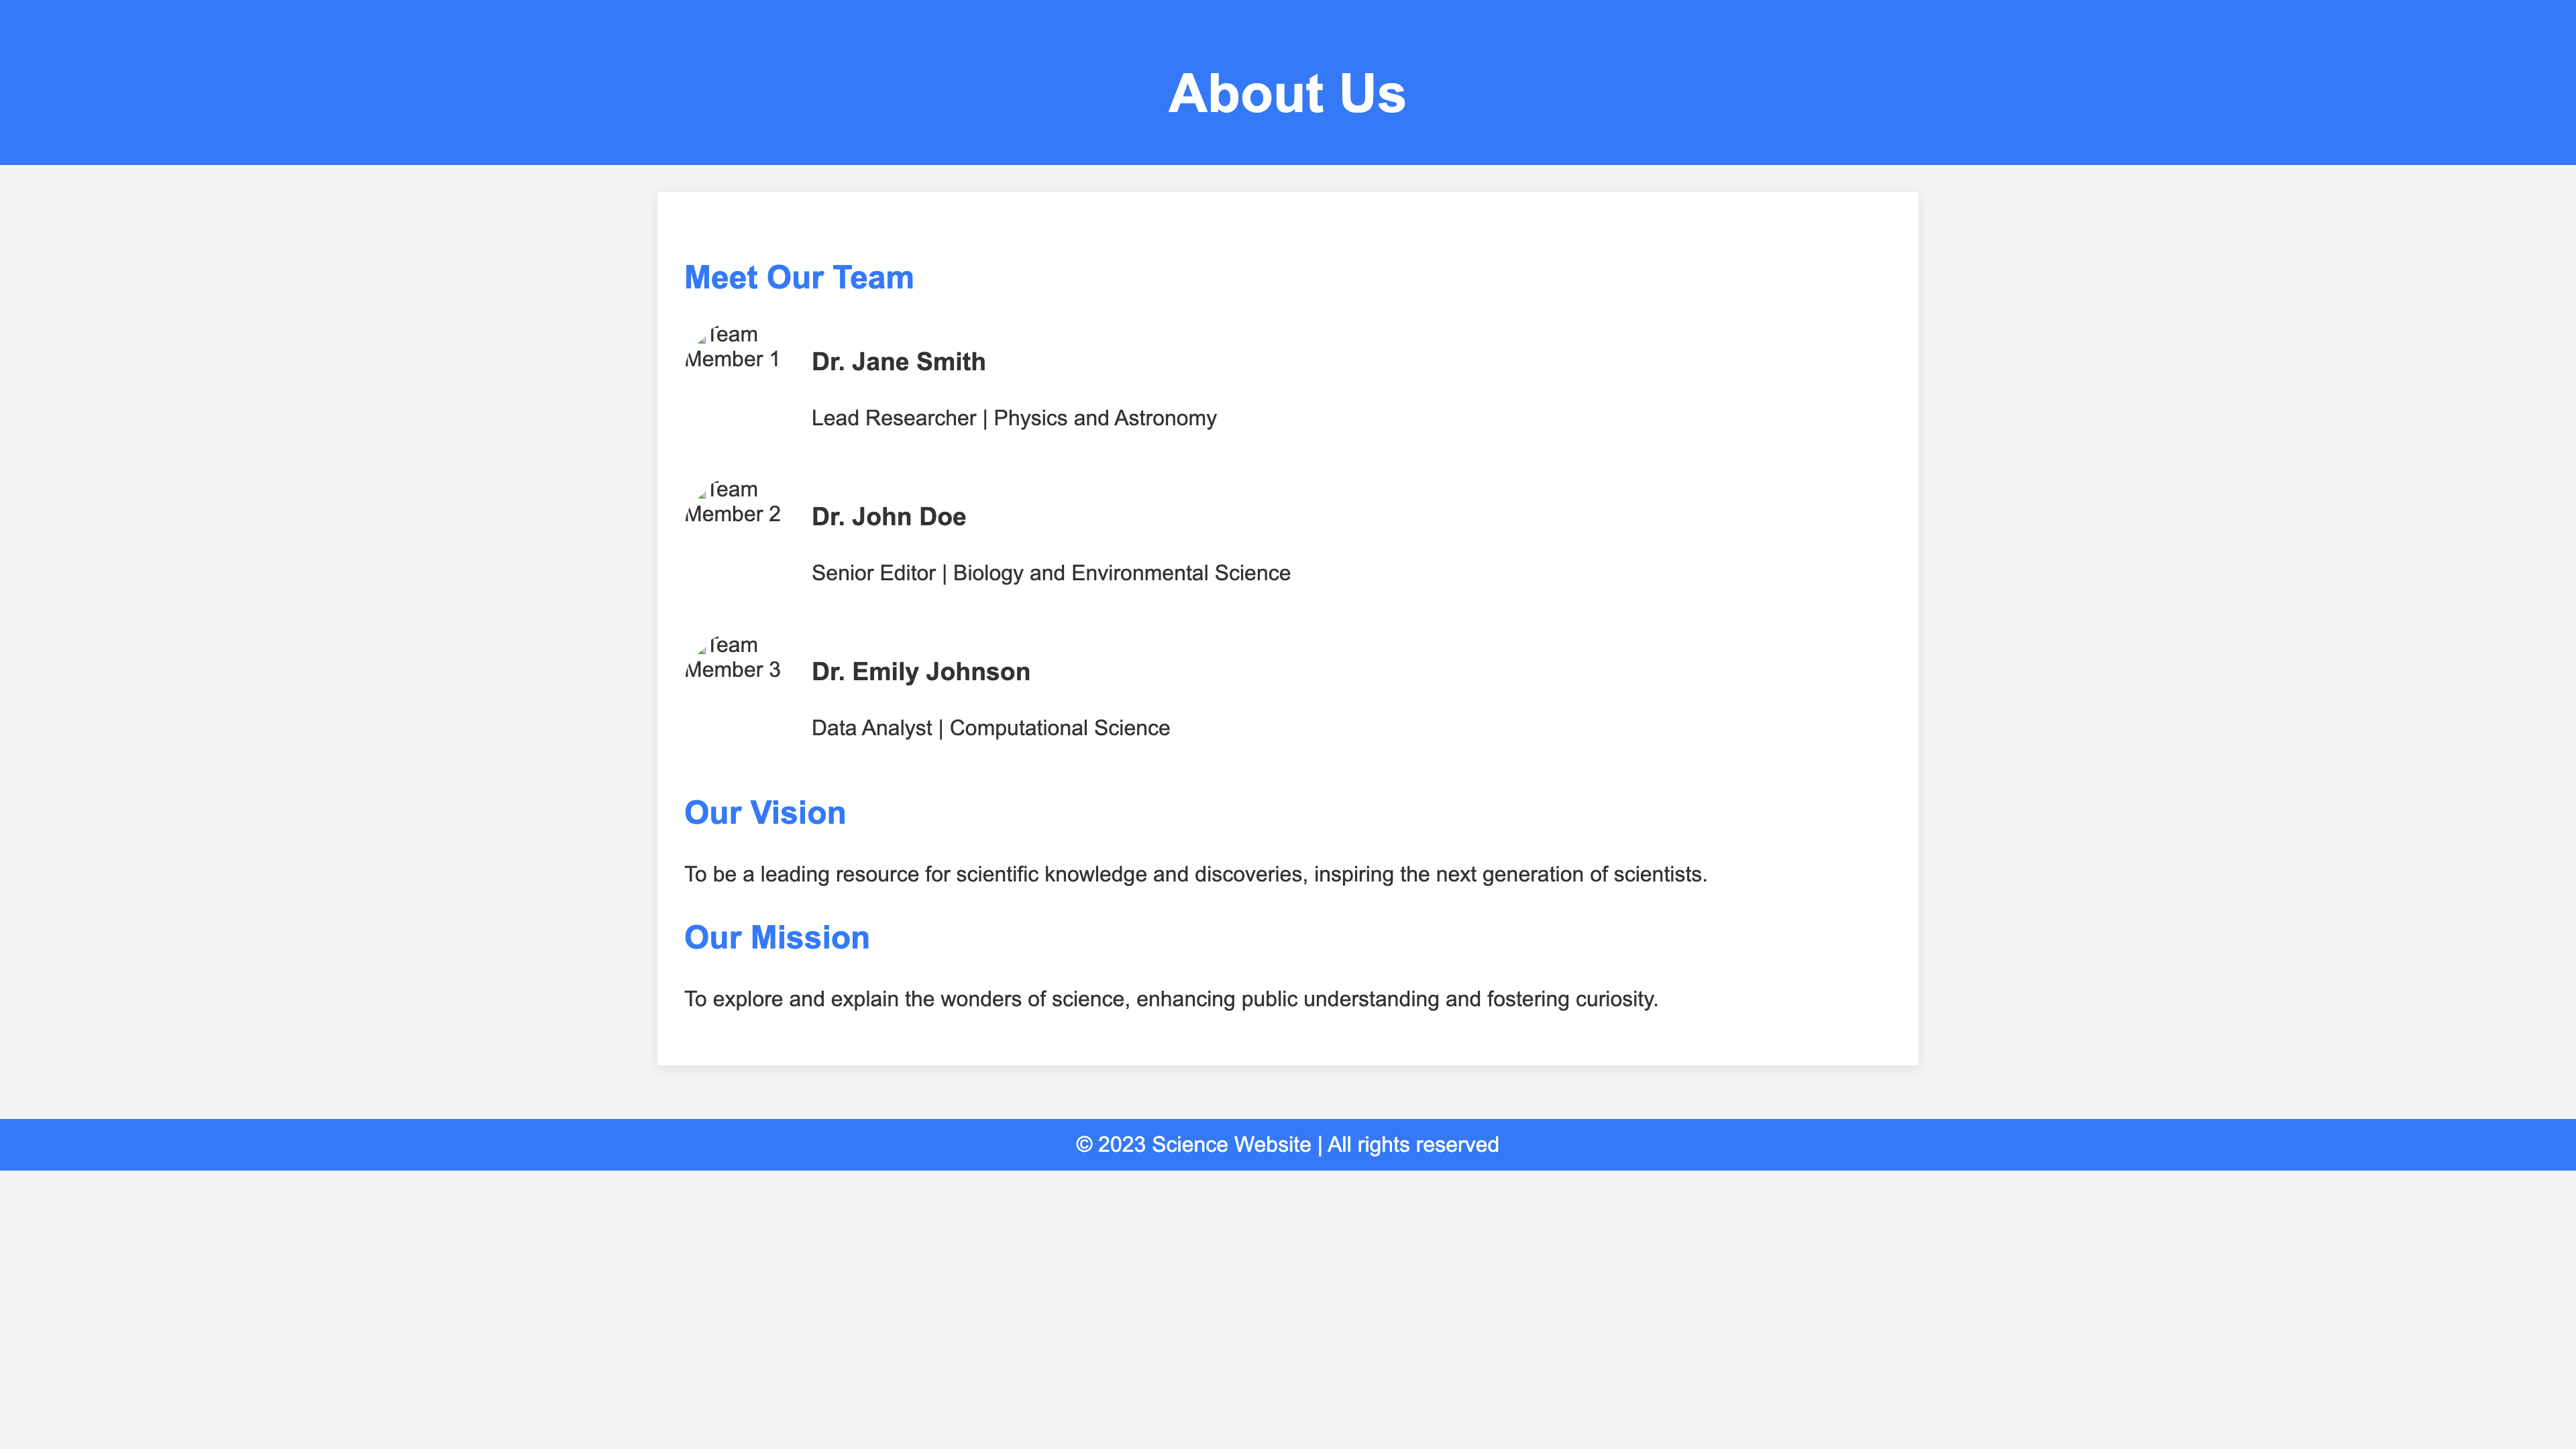 About Us
Meet Our Team
Team
Member 1
Dr. Jane Smith
Lead Researcher | Physics and Astronomy
Team
Member 2
Dr. John Doe
Senior Editor | Biology and Environmental Science
Team
Member 3
Dr. Emily Johnson
Data Analyst | Computational Science
Our Vision
To be a leading resource for scientific knowledge and discoveries, inspiring the next generation of scientists.
Our Mission
To explore and explain the wonders of science, enhancing public understanding and fostering curiosity.
© 2023 Science Website | All rights reserved